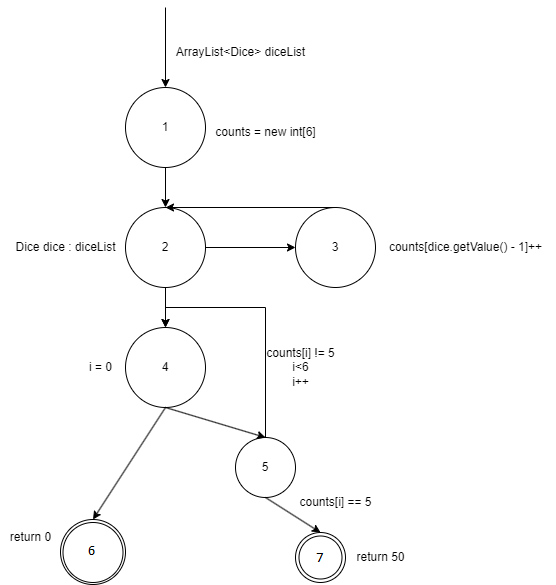 ArrayList<Dice> diceList
1
counts = new int[6]
Dice dice : diceList
2
3
counts[dice.getValue() - 1]++
i = 0
4
counts[i] != 5
i<6
i++
5
counts[i] == 5
return 0
6
7
return 50